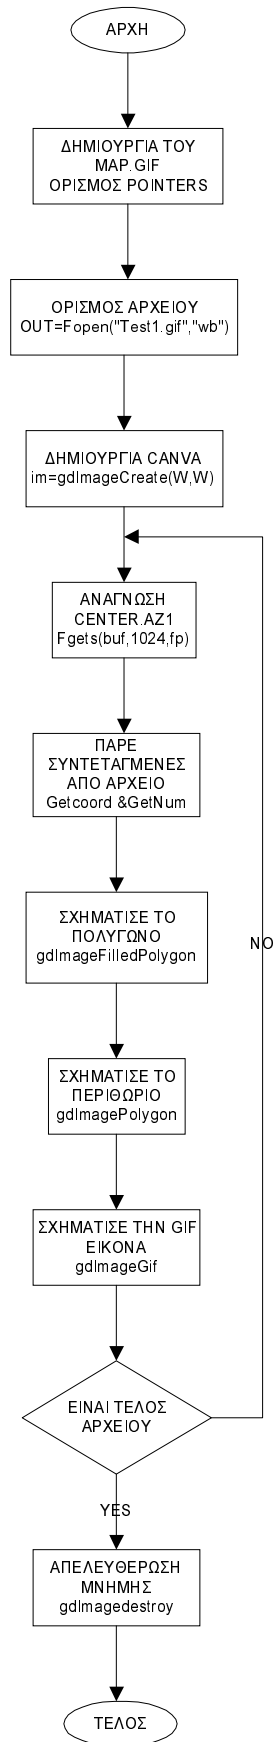 ΑΡΧΗ
ΔΗΜΙΟΥΡΓΙΑ ΤΟΥ
MAP.GIF
ΟΡΙΣΜΟΣ POINTERS
ΟΡΙΣΜΟΣ ΑΡΧΕΙΟΥ
OUT=Fopen("Test1.gif","wb")
ΔΗΜΙΟΥΡΓΙΑ CANVA
im=gdImageCreate(W,W)
ΑΝΑΓΝΩΣΗ
CENTER.AZ1
Fgets(buf,1024,fp)
ΠΑΡΕ
ΣΥΝΤΕΤΑΓΜΕΝΕΣ
ΑΠΟ ΑΡΧΕΙΟ
Getcoord &GetNum
ΣΧΗΜΑΤΙΣΕ ΤΟ
ΠΟΛΥΓΩΝΟ
gdImageFilledPolygon
NO
ΣΧΗΜΑΤΙΣΕ ΤΟ
ΠΕΡΙΘΩΡΙΟ
gdImagePolygon
ΣΧΗΜΑΤΙΣΕ ΤΗΝ GIF
ΕΙΚΟΝΑ
gdImageGif
ΕΙΝΑΙ ΤΕΛΟΣ
ΑΡΧΕΙΟΥ
YES
ΑΠΕΛΕΥΘΕΡΩΣΗ
ΜΝΗΜΗΣ
gdImagedestroy
ΤΕΛΟΣ